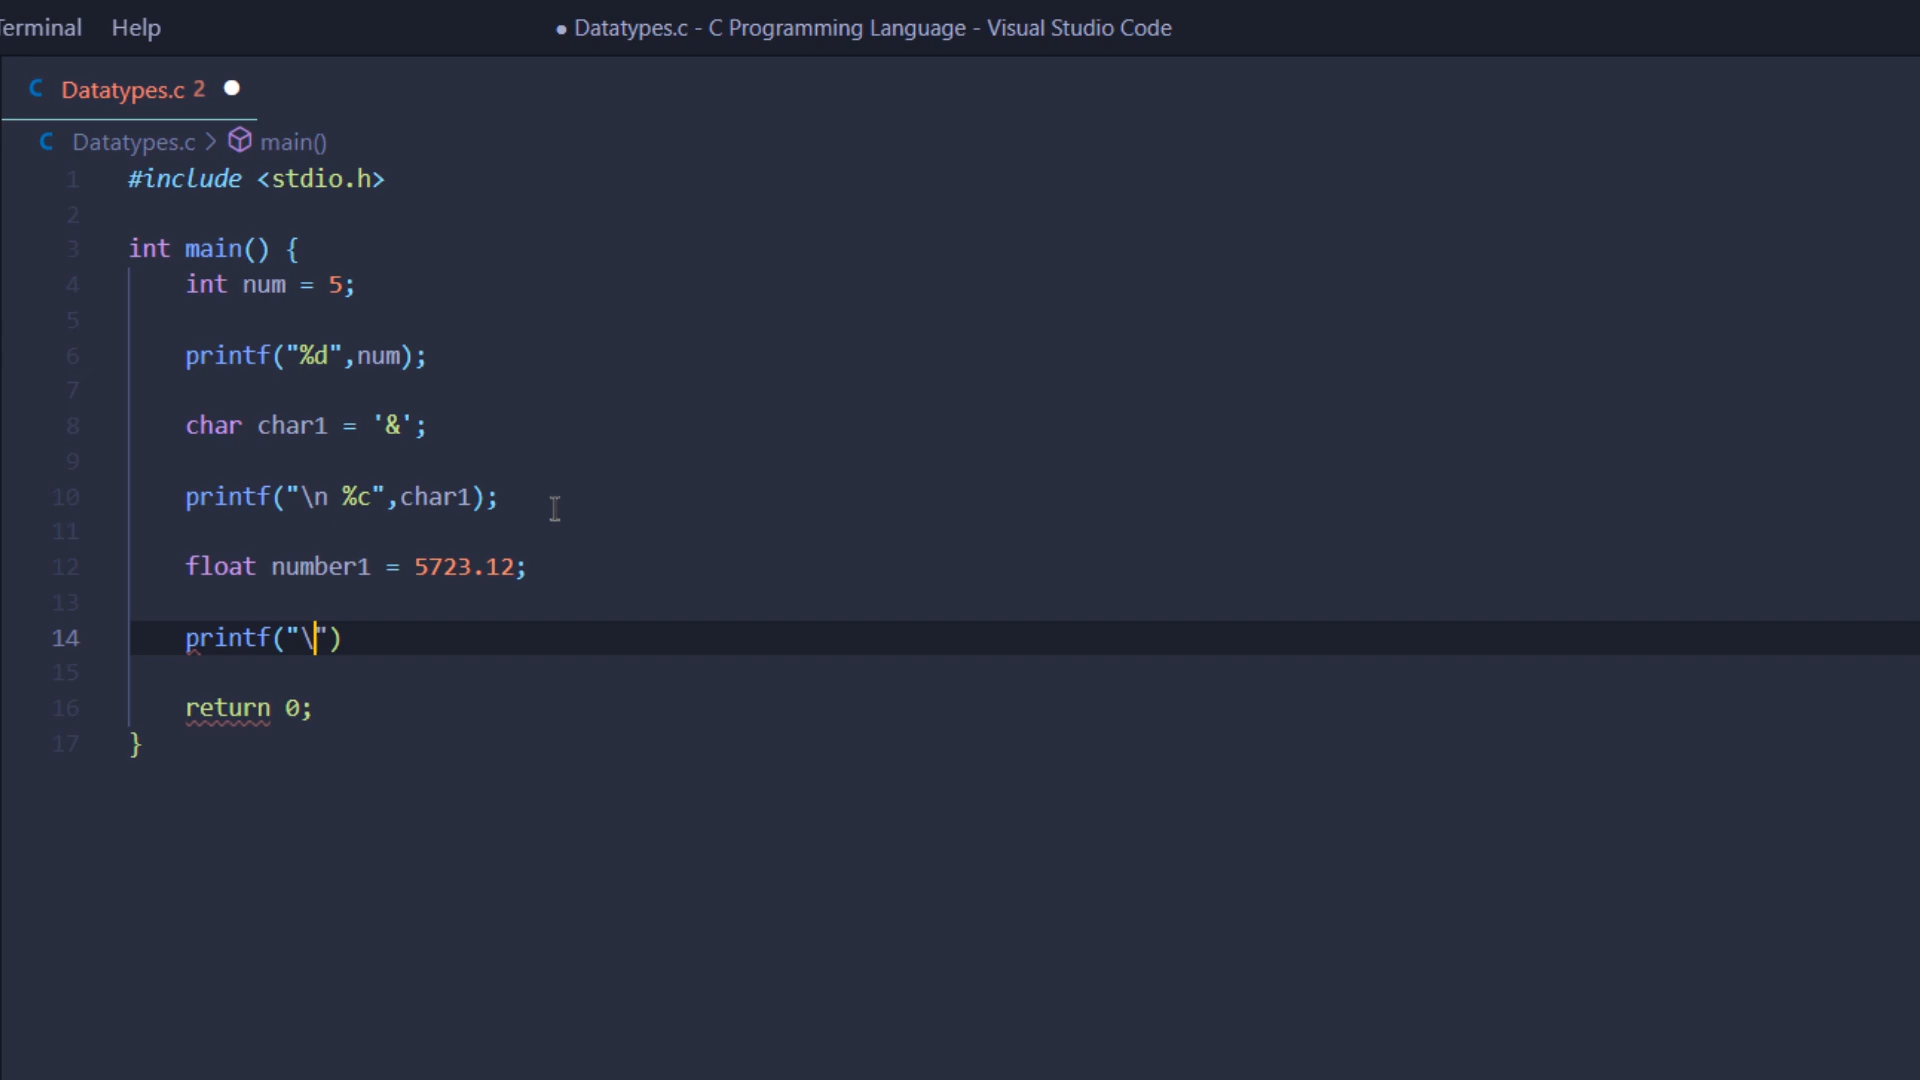 Terminal Help ● Datatypes.c - C Programming Language - Visual Studio Code
C Datatypes.c 2 ●
C Datatypes.c > main()
1 #include <stdio.h>
2
3 int main() {
4 int num = 5;
5
6 printf("%d",num);
7
8 char char1 = '&';
9
10 printf("\n %c",char1);
11
12 float number1 = 5723.12;
13
14 printf("\")
15
16 return 0;
17 }